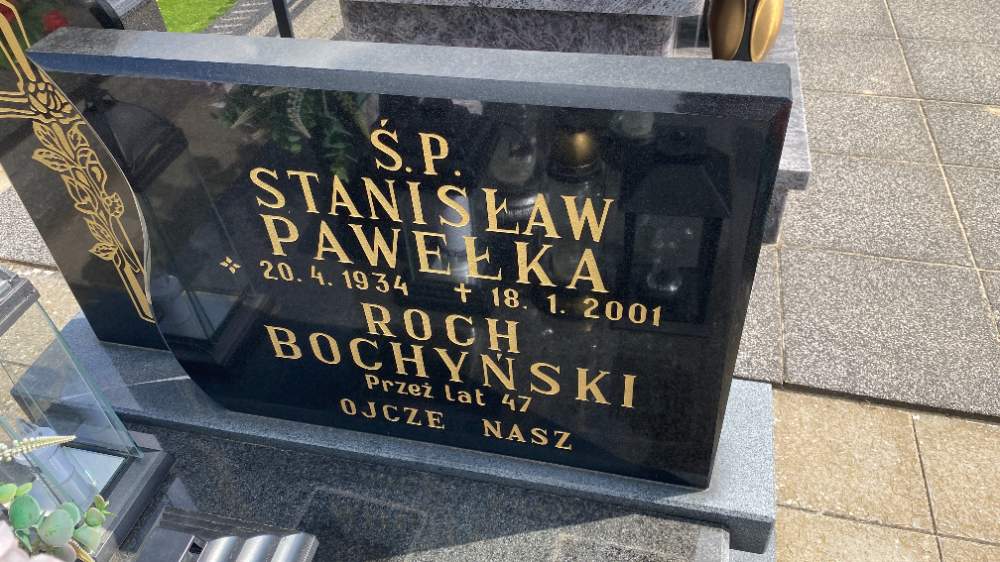 Ś.P.
STANISŁAW
PAWEŁKA
20. 4. 1934 ✝ 18. 1. 2001
ROCH
BOCHYŃSKI
Przeż lat 47
OJCZE NASZ